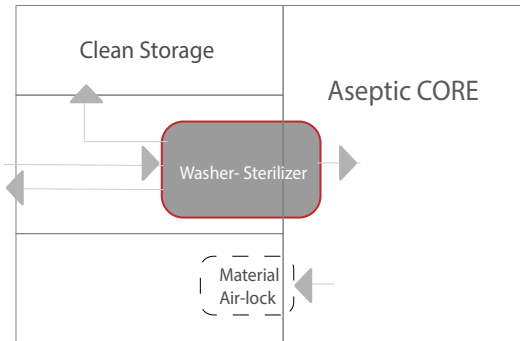 Clean Storage
Aseptic CORE
Washer- Sterilizer
Material
Air-lock